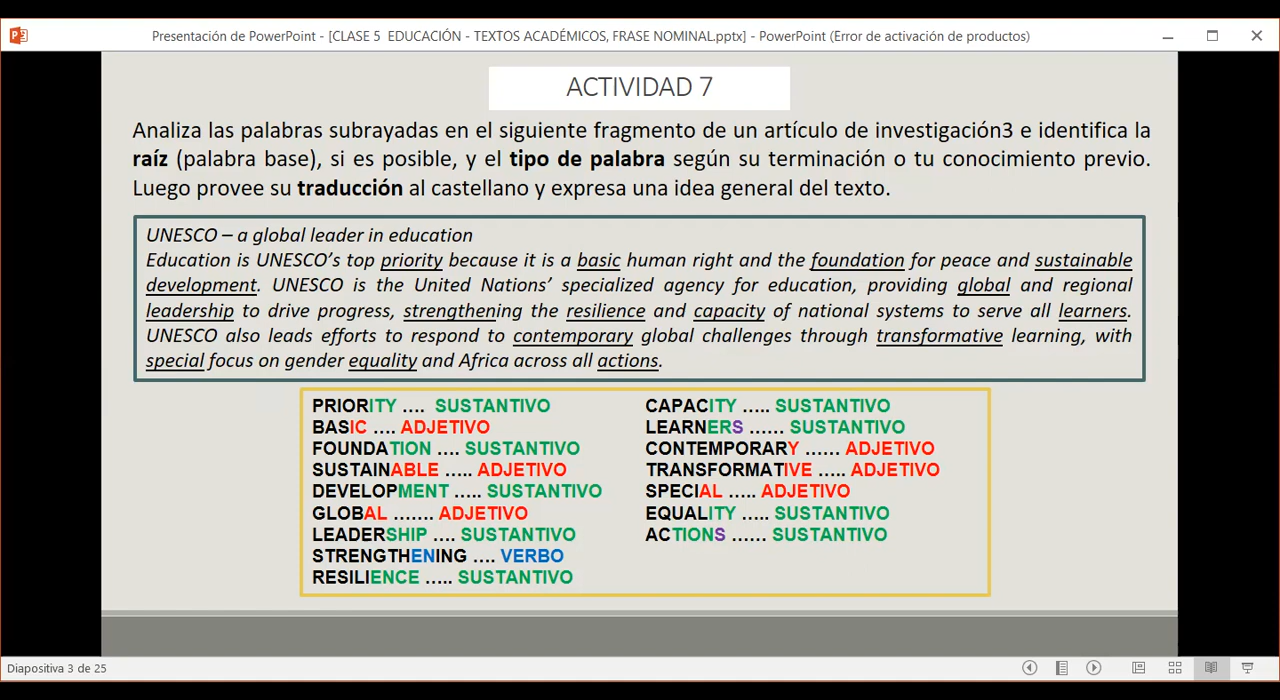 Presentación de PowerPoint - [CLASE 5 EDUCACIÓN - TEXTOS ACADÉMICOS, FRASE NOMINAL.pptx] - PowerPoint (Error de activación de productos)
ACTIVIDAD 7
Analiza las palabras subrayadas en el siguiente fragmento de un artículo de investigación3 e identifica la
raíz (palabra base), si es posible, y el tipo de palabra según su terminación o tu conocimiento previo.
Luego provee su traducción al castellano y expresa una idea general del texto.
UNESCO – a global leader in education
Education is UNESCO's top priority because it is a basic human right and the foundation for peace and sustainable
development. UNESCO is the United Nations' specialized agency for education, providing global and regional
leadership to drive progress, strengthening the resilience and capacity of national systems to serve all learners.
UNESCO also leads efforts to respond to contemporary global challenges through transformative learning, with
special focus on gender equality and Africa across all actions.
PRIORITY .... SUSTANTIVO
BASIC .... ADJETIVO
FOUNDATION .... SUSTANTIVO
SUSTAINABLE ..... ADJETIVO
DEVELOPMENT ..... SUSTANTIVO
GLOBAL ....... ADJETIVO
LEADERSHIP .... SUSTANTIVO
STRENGTHENING .... VERBO
RESILIENCE ..... SUSTANTIVO
CAPACITY ..... SUSTANTIVO
LEARNERS ...... SUSTANTIVO
CONTEMPORARY ...... ADJETIVO
TRANSFORMATIVE ..... ADJETIVO
SPECIAL ..... ADJETIVO
EQUALITY ..... SUSTANTIVO
ACTIONS ...... SUSTANTIVO
Diapositiva 3 de 25